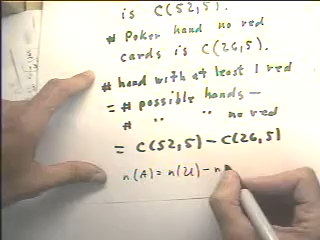 is C(52,5).
# Poker hand no red
cards is C(26,5).
# hand with at least 1 red
= # possible hands –
# " " no red
= C(52,5) – C(26,5)
n(A) = n(U) – n